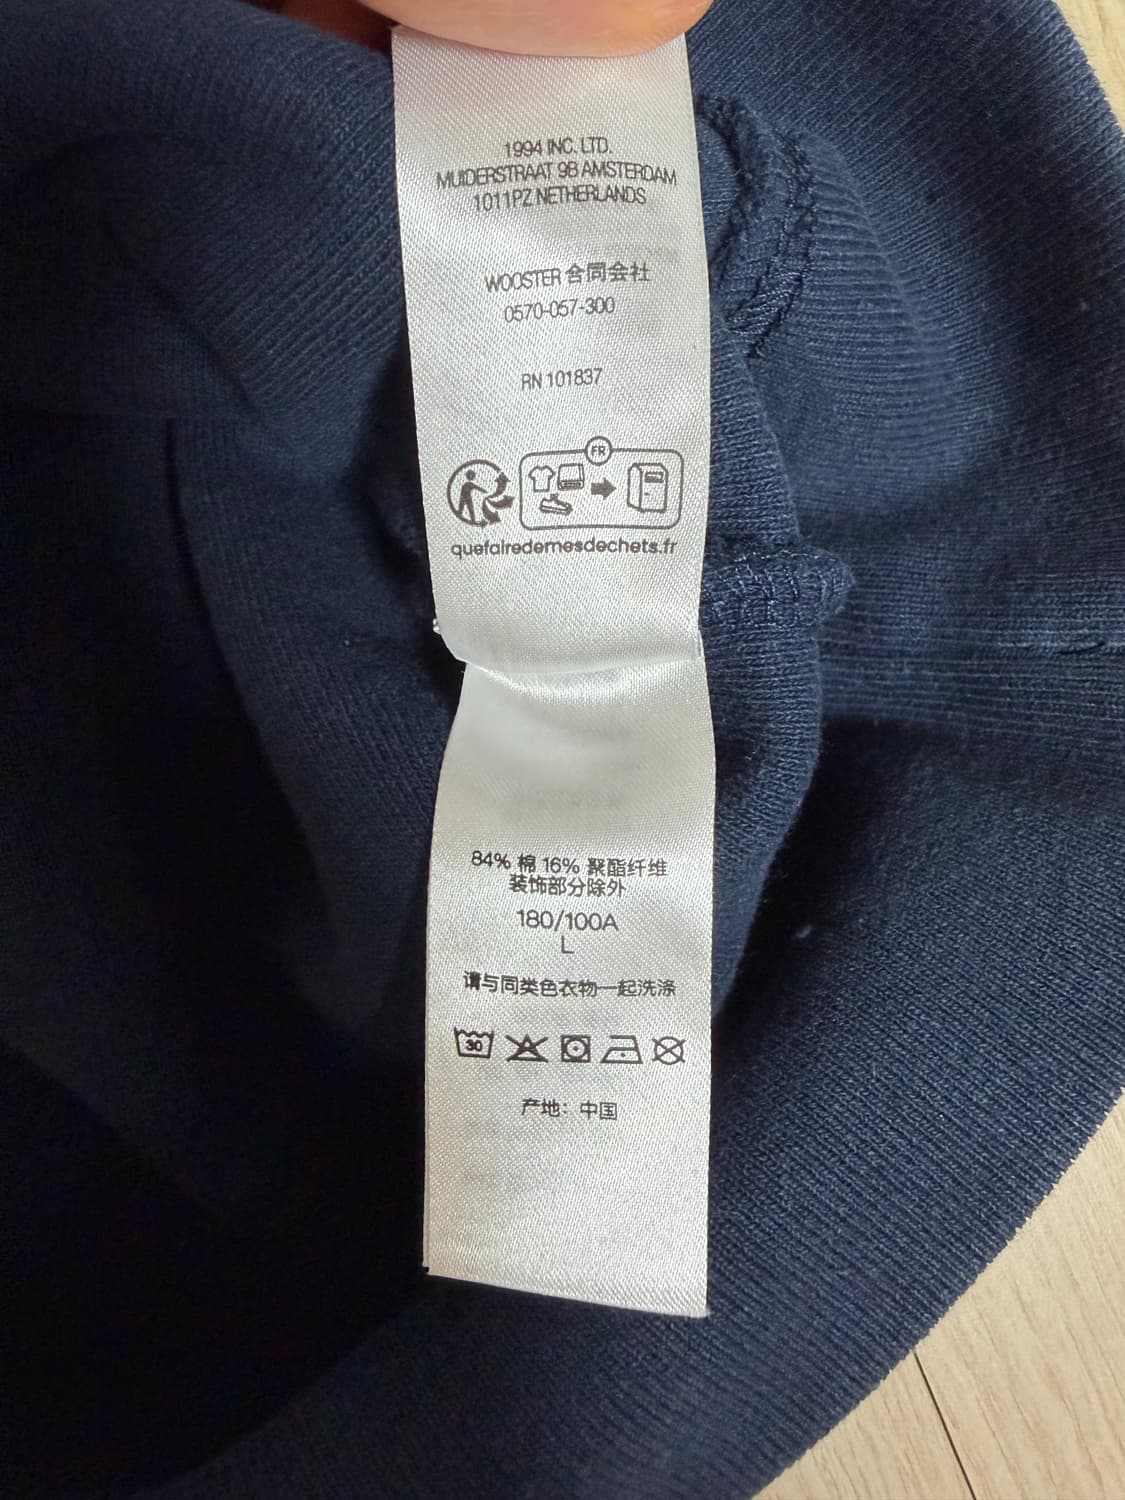 1994 INC. LTD.
MUIDERSTRAAT 9B AMSTERDAM
1011PZ NETHERLANDS
WOOSTER 合同会社
0570-057-300
RN 101837
FR
quefairedemesdechets.fr
84% 棉 16% 聚酯纤维
装饰部分除外
180/100A
L
请与同类色衣物一起洗涤
30
产地：中国